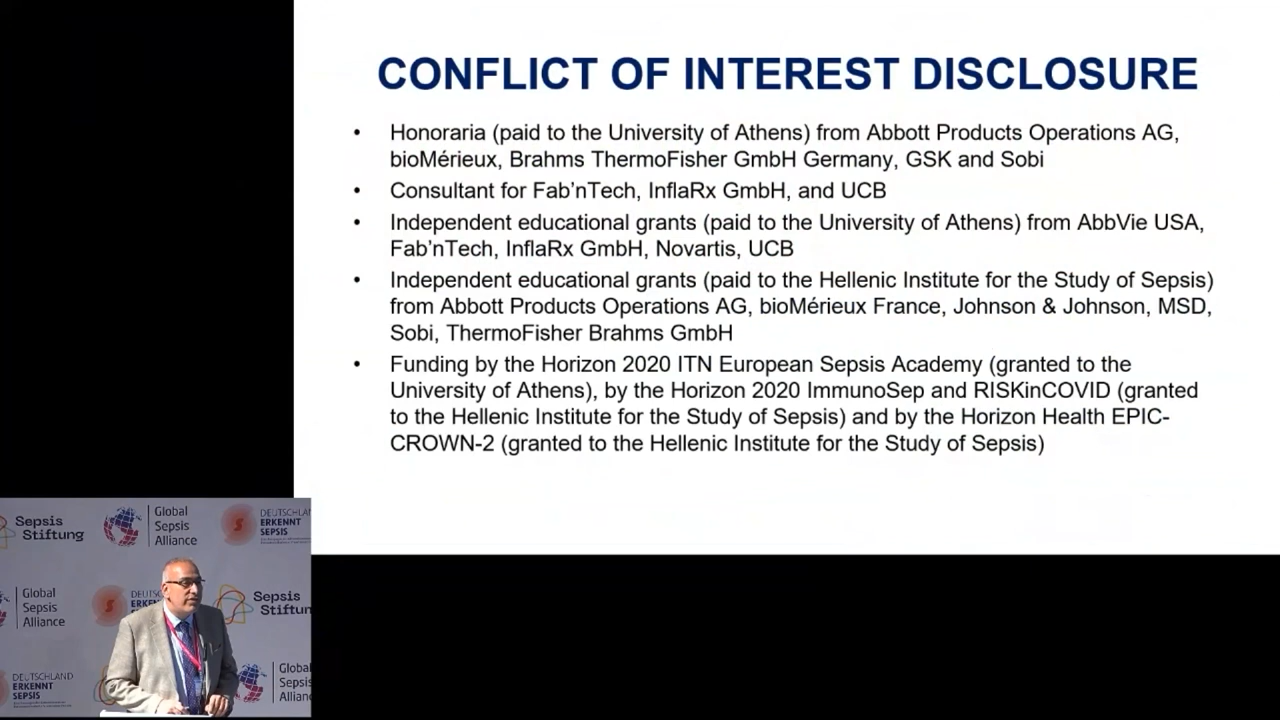 CONFLICT OF INTEREST DISCLOSURE
• Honoraria (paid to the University of Athens) from Abbott Products Operations AG,
bioMérieux, Brahms ThermoFisher GmbH Germany, GSK and Sobi
• Consultant for Fab’nTech, InflaRx GmbH, and UCB
• Independent educational grants (paid to the University of Athens) from AbbVie USA,
Fab’nTech, InflaRx GmbH, Novartis, UCB
• Independent educational grants (paid to the Hellenic Institute for the Study of Sepsis)
from Abbott Products Operations AG, bioMérieux France, Johnson & Johnson, MSD,
Sobi, ThermoFisher Brahms GmbH
• Funding by the Horizon 2020 ITN European Sepsis Academy (granted to the
University of Athens), by the Horizon 2020 ImmunoSep and RISKinCOVID (granted
to the Hellenic Institute for the Study of Sepsis) and by the Horizon Health EPIC-
CROWN-2 (granted to the Hellenic Institute for the Study of Sepsis)
Sepsis
Stiftung
Global
Sepsis
Alliance
DEUTSCHLAN
ERKENNT
SEPSIS
Global
Sepsis
Alliance
DEUTSC
ERKE
Sepsis
Stiftun
DEUTSCHLAND
ERKENNT
SEPSIS
Global
Sepsis
Allian